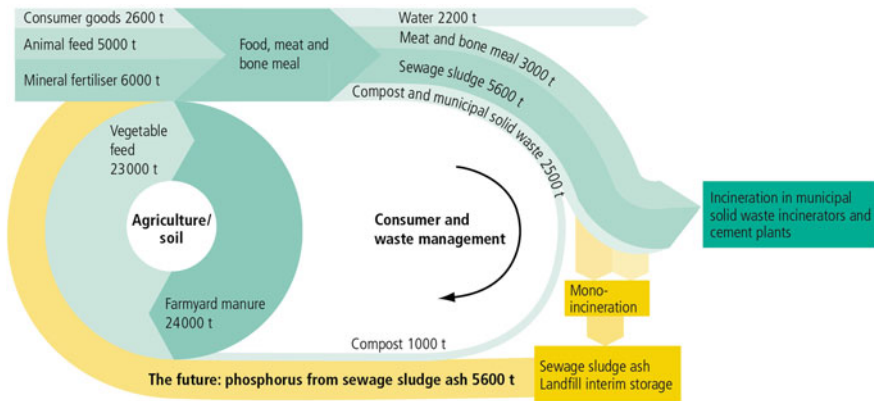 Consumer goods 2600 t
Animal feed 5000 t
Mineral fertiliser 6000 t
Food, meat and
bone meal
Water 2200 t
Meat and bone meal 3000 t
Sewage sludge 5600 t
Compost and municipal solid waste 2500 t
Vegetable
feed
23000 t
Agriculture/
soil
Farmyard manure
24000 t
Consumer and
waste management
Incineration in municipal
solid waste incinerators and
cement plants
Mono-
incineration
Compost 1000 t
Sewage sludge ash
Landfill interim storage
The future: phosphorus from sewage sludge ash 5600 t